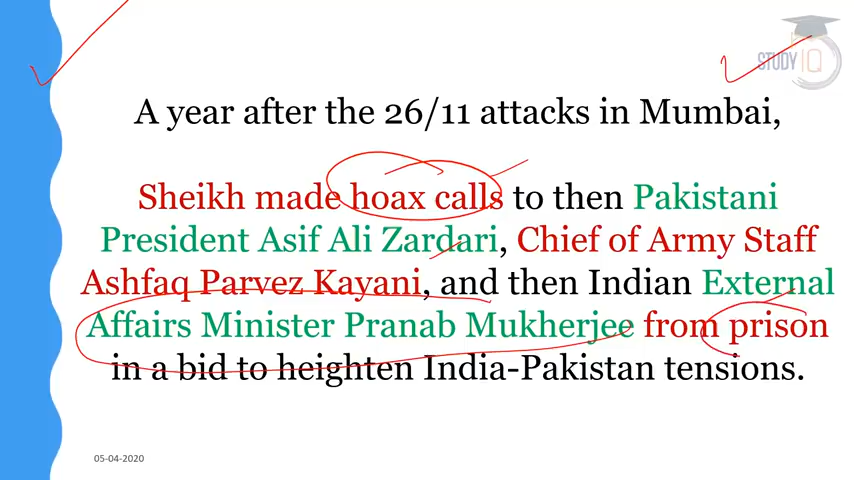 STUDY IQ
A year after the 26/11 attacks in Mumbai,
Sheikh made hoax calls to then Pakistani
President Asif Ali Zardari, Chief of Army Staff
Ashfaq Parvez Kayani, and then Indian External
Affairs Minister Pranab Mukherjee from prison
in a bid to heighten India-Pakistan tensions.
05-04-2020